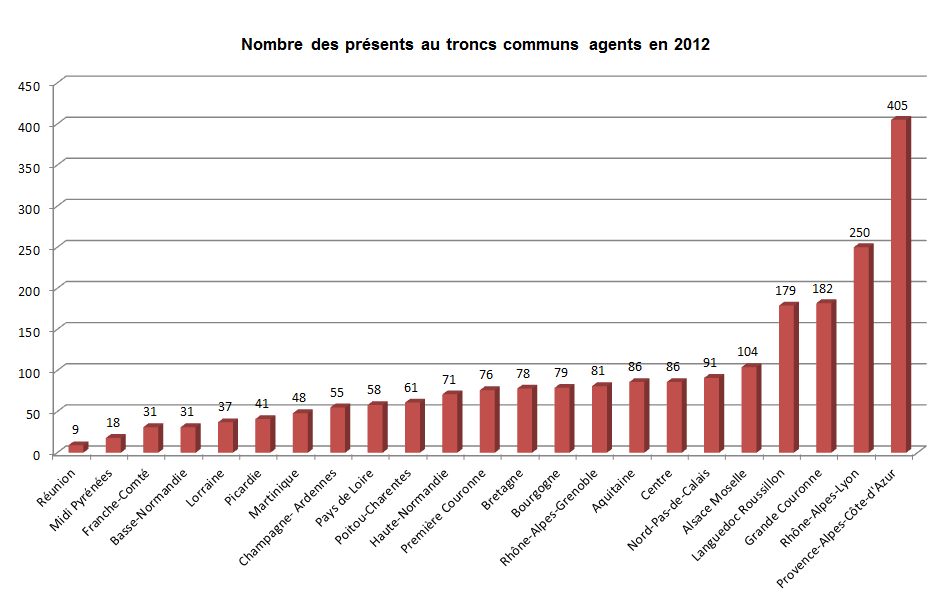 Nombre des présents au troncs communs agents en 2012
450
400
350
300
250
200
150
100
50
0
9
18
31
31
37
41
48
55
58
61
71
76
78
79
81
86
86
91
104
179
182
250
405
Réunion
Midi Pyrénées
Franche-Comté
Basse-Normandie
Lorraine
Picardie
Martinique
Champagne- Ardennes
Pays de Loire
Poitou-Charentes
Haute-Normandie
Première Couronne
Bretagne
Bourgogne
Rhône-Alpes-Grenoble
Aquitaine
Centre
Nord-Pas-de-Calais
Alsace Moselle
Languedoc Roussillon
Grande Couronne
Rhône-Alpes-Lyon
Provence-Alpes-Côte-d'Azur